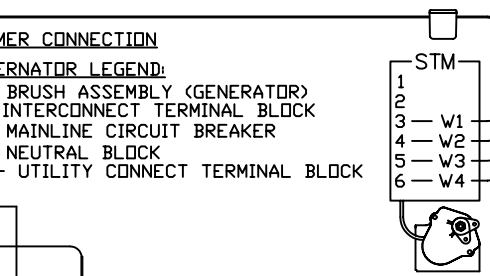 MER CONNECTION
ERNATOR LEGEND:
BRUSH ASSEMBLY (GENERATOR)
INTERCONNECT TERMINAL BLOCK
MAINLINE CIRCUIT BREAKER
NEUTRAL BLOCK
- UTILITY CONNECT TERMINAL BLOCK
STM
1
2
3 — W1
4 — W2
5 — W3
6 — W4